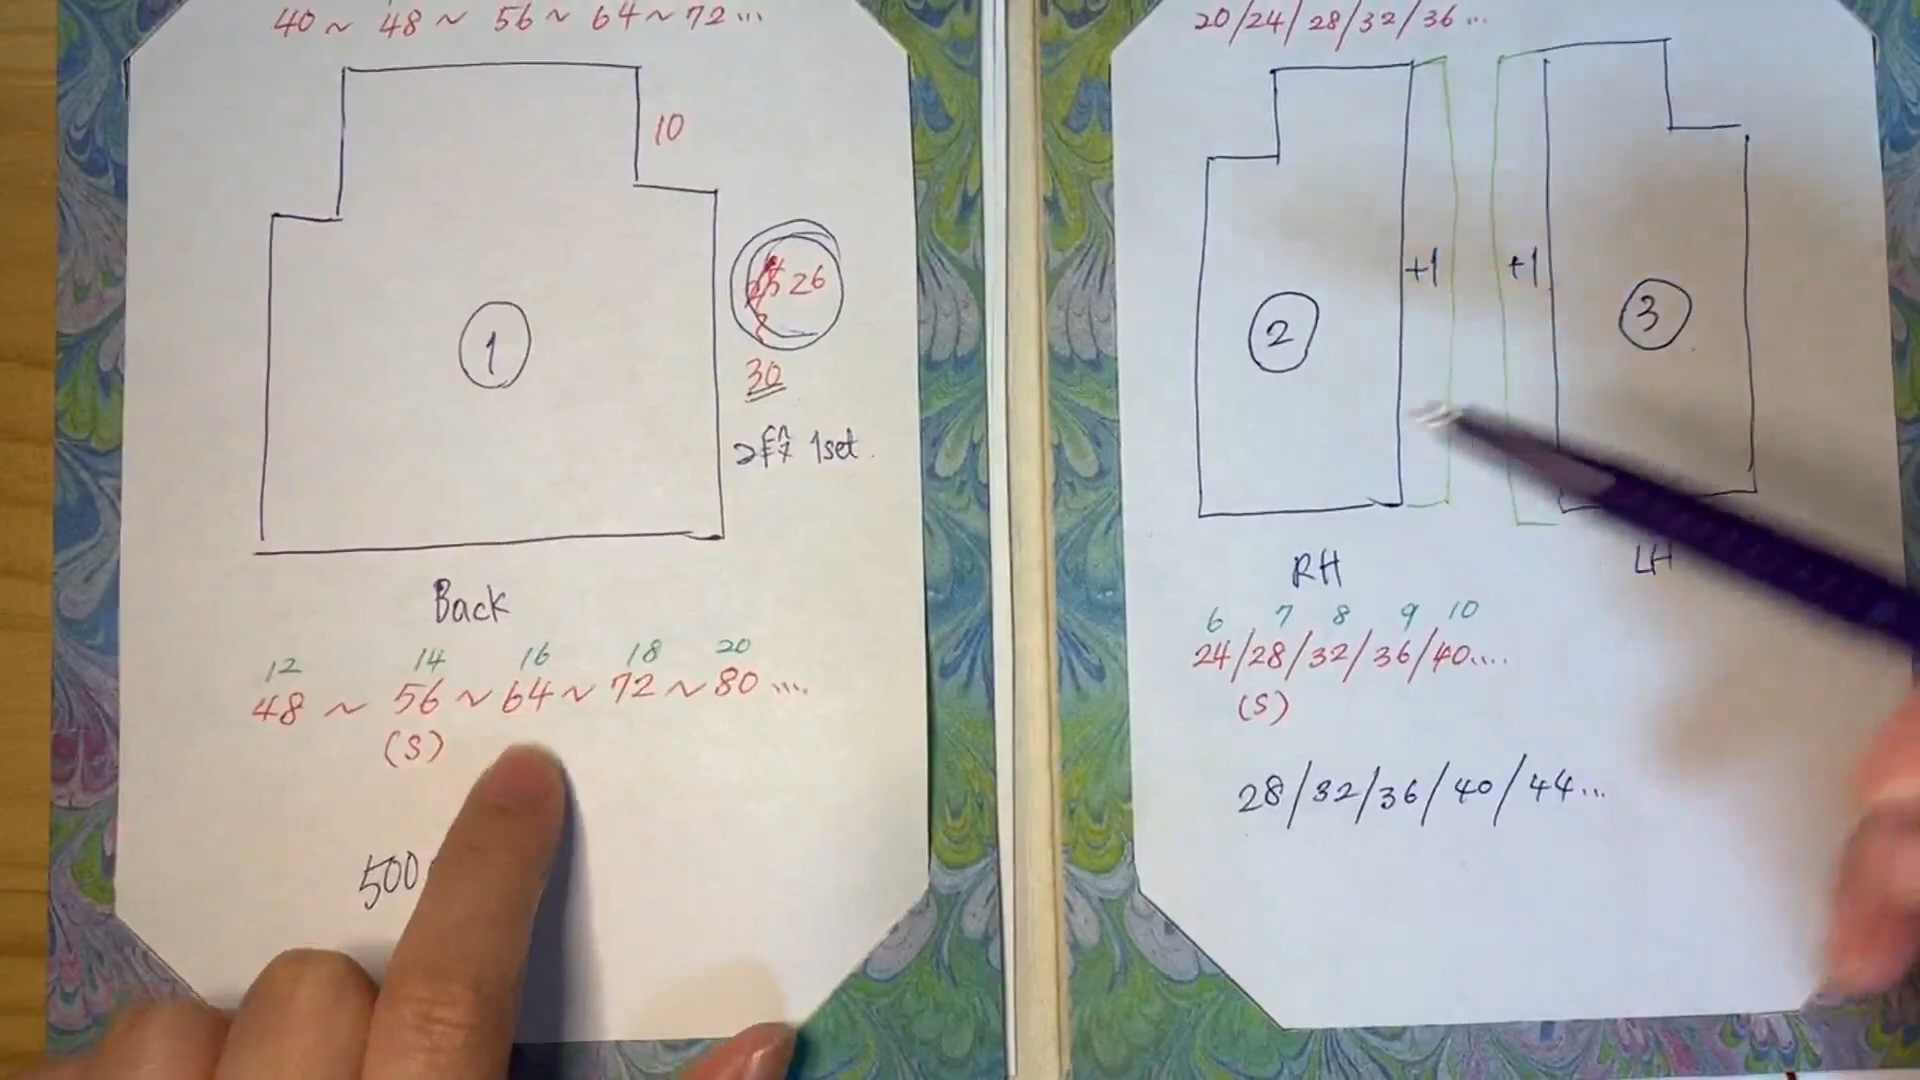 40 ~ 48 ~ 56 ~ 64 ~ 72 ...
10
1
26
30
2段 1set.
Back
12 14 16 18 20
48 ~ 56 ~ 64 ~ 72 ~ 80 ....
(S)
500
20/24/28/32/36 ...
+1 +1
2
3
RH
LH
6 7 8 9 10
24/28/32/36/40....
(S)
28/32/36/40/44...